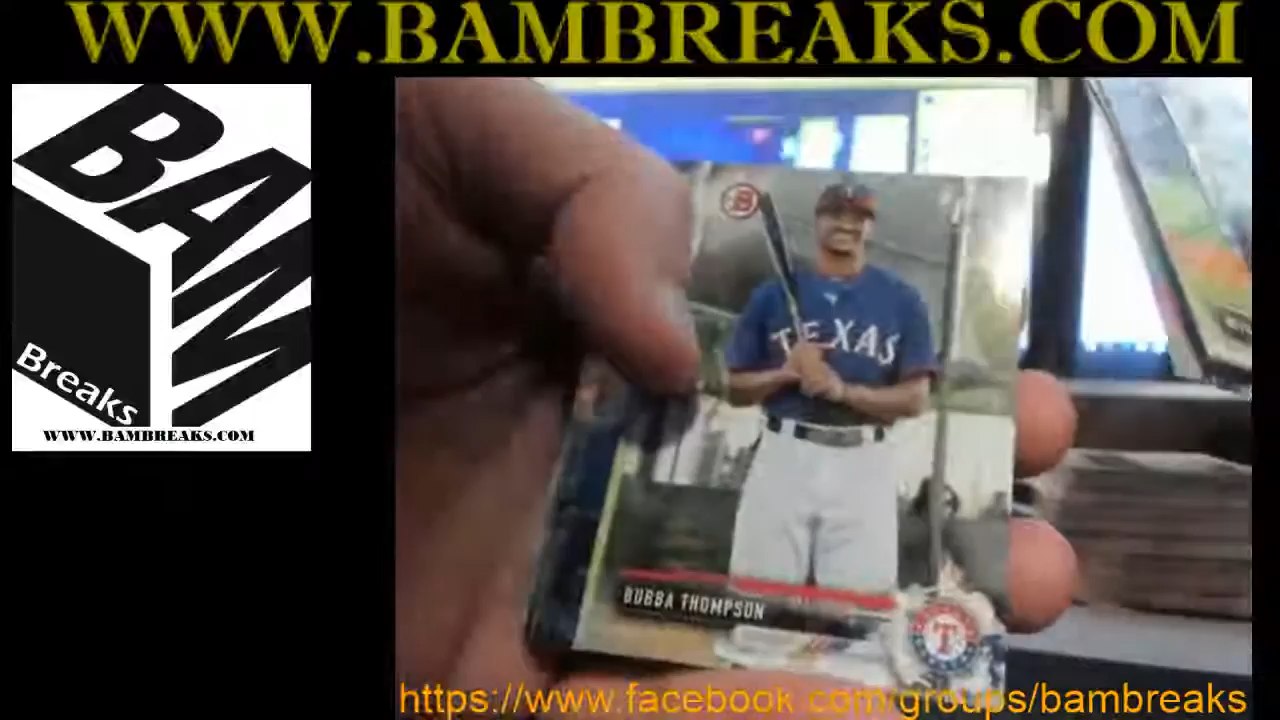 WWW.BAMBREAKS.COM
BAM
Breaks
WWW.BAMBREAKS.COM
B
TEXAS
BUBBA THOMPSON
T
https://www.facebook.com/groups/bambreaks